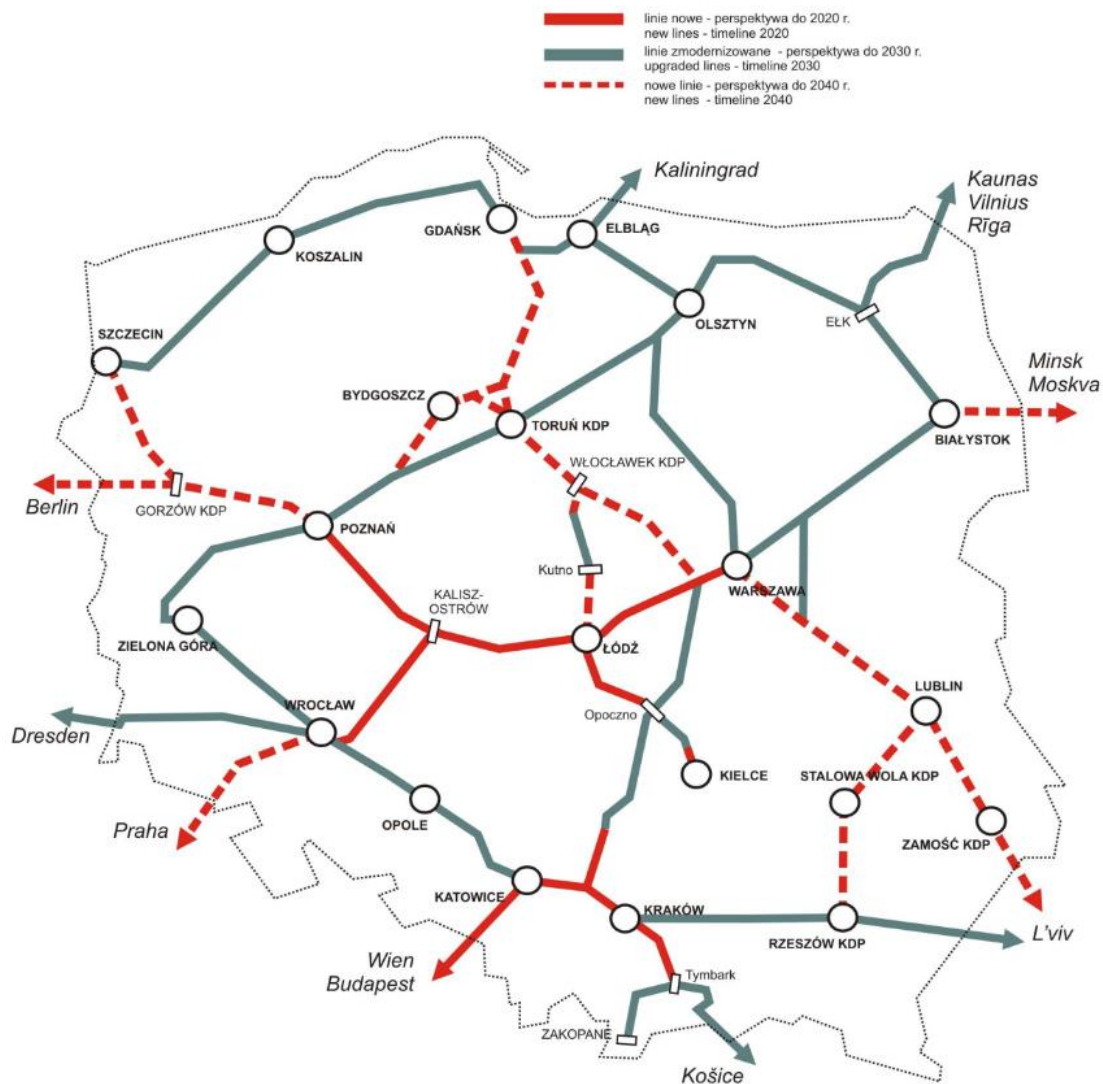 linie nowe - perspektywa do 2020 r.
new lines - timeline 2020
linie zmodernizowane - perspektywa do 2030 r.
upgraded lines - timeline 2030
nowe linie - perspektywa do 2040 r.
new lines - timeline 2040
Kaliningrad
Kaunas
Vilnius
Rīga
GDAŃSK
ELBLĄG
KOSZALIN
OLSZTYN
EŁK
SZCZECIN
Minsk
Moskva
BYDGOSZCZ
TORUŃ KDP
BIAŁYSTOK
WŁOCŁAWEK KDP
Berlin
GORZÓW KDP
POZNAŃ
Kutno
WARSZAWA
KALISZ-
OSTRÓW
ZIELONA GÓRA
ŁÓDŹ
LUBLIN
WROCŁAW
Opoczno
Dresden
KIELCE
STALOWA WOLA KDP
Praha
OPOLE
ZAMOŚĆ KDP
KATOWICE
KRAKÓW
RZESZÓW KDP
L'viv
Wien
Budapest
Tymbark
ZAKOPANE
Košice